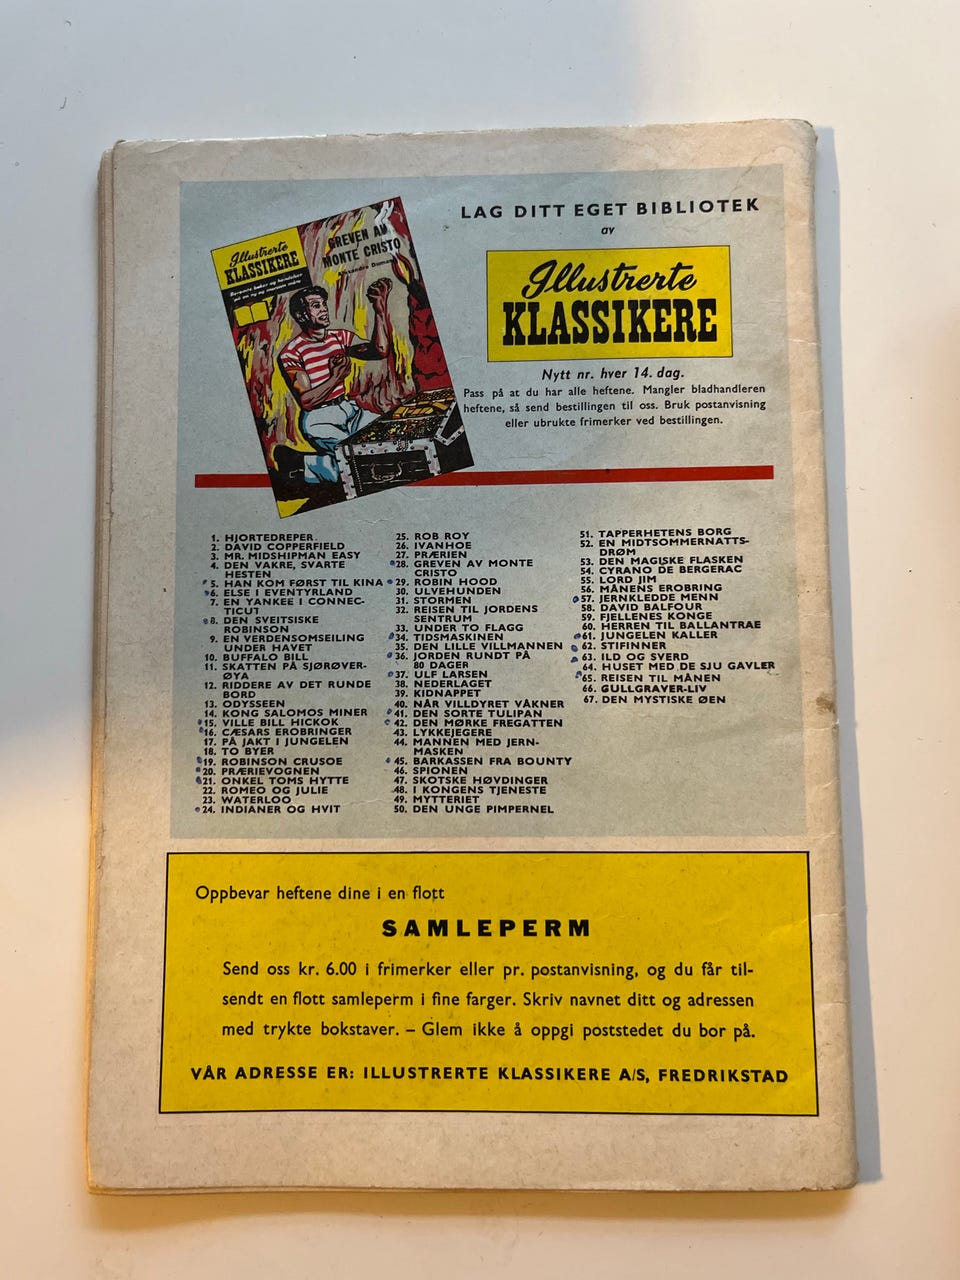 LAG DITT EGET BIBLIOTEK
av
Illustrerte
KLASSIKERE
Nytt nr. hver 14. dag.
Pass på at du har alle heftene. Mangler bladhandleren
heftene, så send bestillingen til oss. Bruk postanvisning
eller ubrukte frimerker ved bestillingen.
Illustrerte
KLASSIKERE
GREVEN AV
MONTE CRISTO
Alexandre Dumas
1. HJORTEDREPER
2. DAVID COPPERFIELD
3. MR. MIDSHIPMAN EASY
4. DEN VAKRE, SVARTE
HESTEN
5. HAN KOM FØRST TIL KINA
6. ELSE I EVENTYRLAND
7. EN YANKEE I CONNEC-
TICUT
8. DEN SVEITSISKE
ROBINSON
9. EN VERDENSOMSEILING
UNDER HAVET
10. BUFFALO BILL
11. SKATTEN PÅ SJØRØVER-
ØYA
12. RIDDERE AV DET RUNDE
BORD
13. ODYSSEEN
14. KONG SALOMOS MINER
15. VILLE BILL HICKOK
16. CÆSARS EROBRINGER
17. PÅ JAKT I JUNGELEN
18. TO BYER
19. ROBINSON CRUSOE
20. PRÆRIEVOGNEN
21. ONKEL TOMS HYTTE
22. ROMEO OG JULIE
23. WATERLOO
24. INDIANER OG HVIT
25. ROB ROY
26. IVANHOE
27. PRÆRIEN
28. GREVEN AV MONTE
CRISTO
29. ROBIN HOOD
30. ULVEHUNDEN
31. STORMEN
32. REISEN TIL JORDENS
SENTRUM
33. UNDER TO FLAGG
34. TIDSMASKINEN
35. DEN LILLE VILLMANNEN
36. JORDEN RUNDT PÅ
80 DAGER
37. ULF LARSEN
38. NEDERLAGET
39. KIDNAPPET
40. NÅR VILLDYRET VÅKNER
41. DEN SORTE TULIPAN
42. DEN MØRKE FREGATTEN
43. LYKKEJEGERE
44. MANNEN MED JERN-
MASKEN
45. BARKASSEN FRA BOUNTY
46. SPIONEN
47. SKOTSKE HØVDINGER
48. I KONGENS TJENESTE
49. MYTTERIET
50. DEN UNGE PIMPERNEL
51. TAPPERHETENS BORG
52. EN MIDTSOMMERNATTS-
DRØM
53. DEN MAGISKE FLASKEN
54. CYRANO DE BERGERAC
55. LORD JIM
56. MÅNENS EROBRING
57. JERNKLEDDE MENN
58. DAVID BALFOUR
59. FJELLENES KONGE
60. HERREN TIL BALLANTRAE
61. JUNGELEN KALLER
62. STIFINNER
63. ILD OG SVERD
64. HUSET MED DE SJU GAVLER
65. REISEN TIL MÅNEN
66. GULLGRAVER-LIV
67. DEN MYSTISKE ØEN
Oppbevar heftene dine i en flott
SAMLEPERM
Send oss kr. 6.00 i frimerker eller pr. postanvisning, og du får til-
sendt en flott samleperm i fine farger. Skriv navnet ditt og adressen
med trykte bokstaver. – Glem ikke å oppgi poststedet du bor på.
VÅR ADRESSE ER: ILLUSTRERTE KLASSIKERE A/S, FREDRIKSTAD